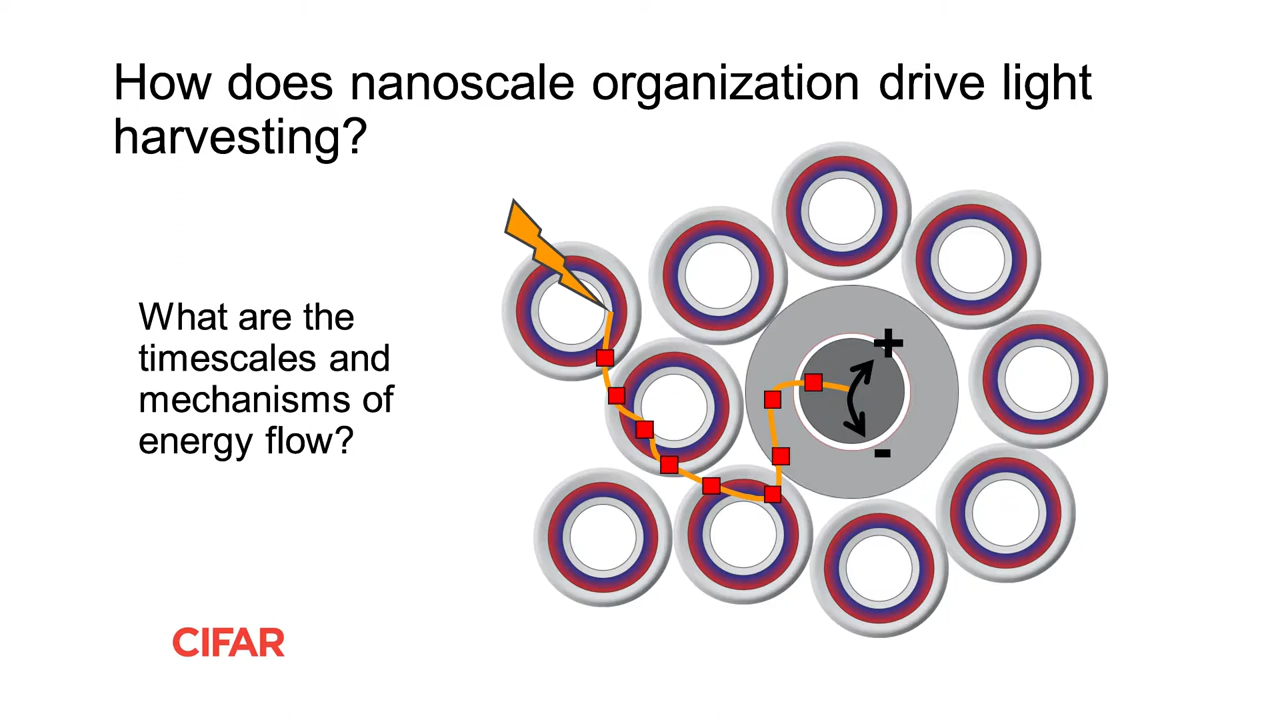 How does nanoscale organization drive light
harvesting?
What are the
timescales and
mechanisms of
energy flow?
+
-
CIFAR